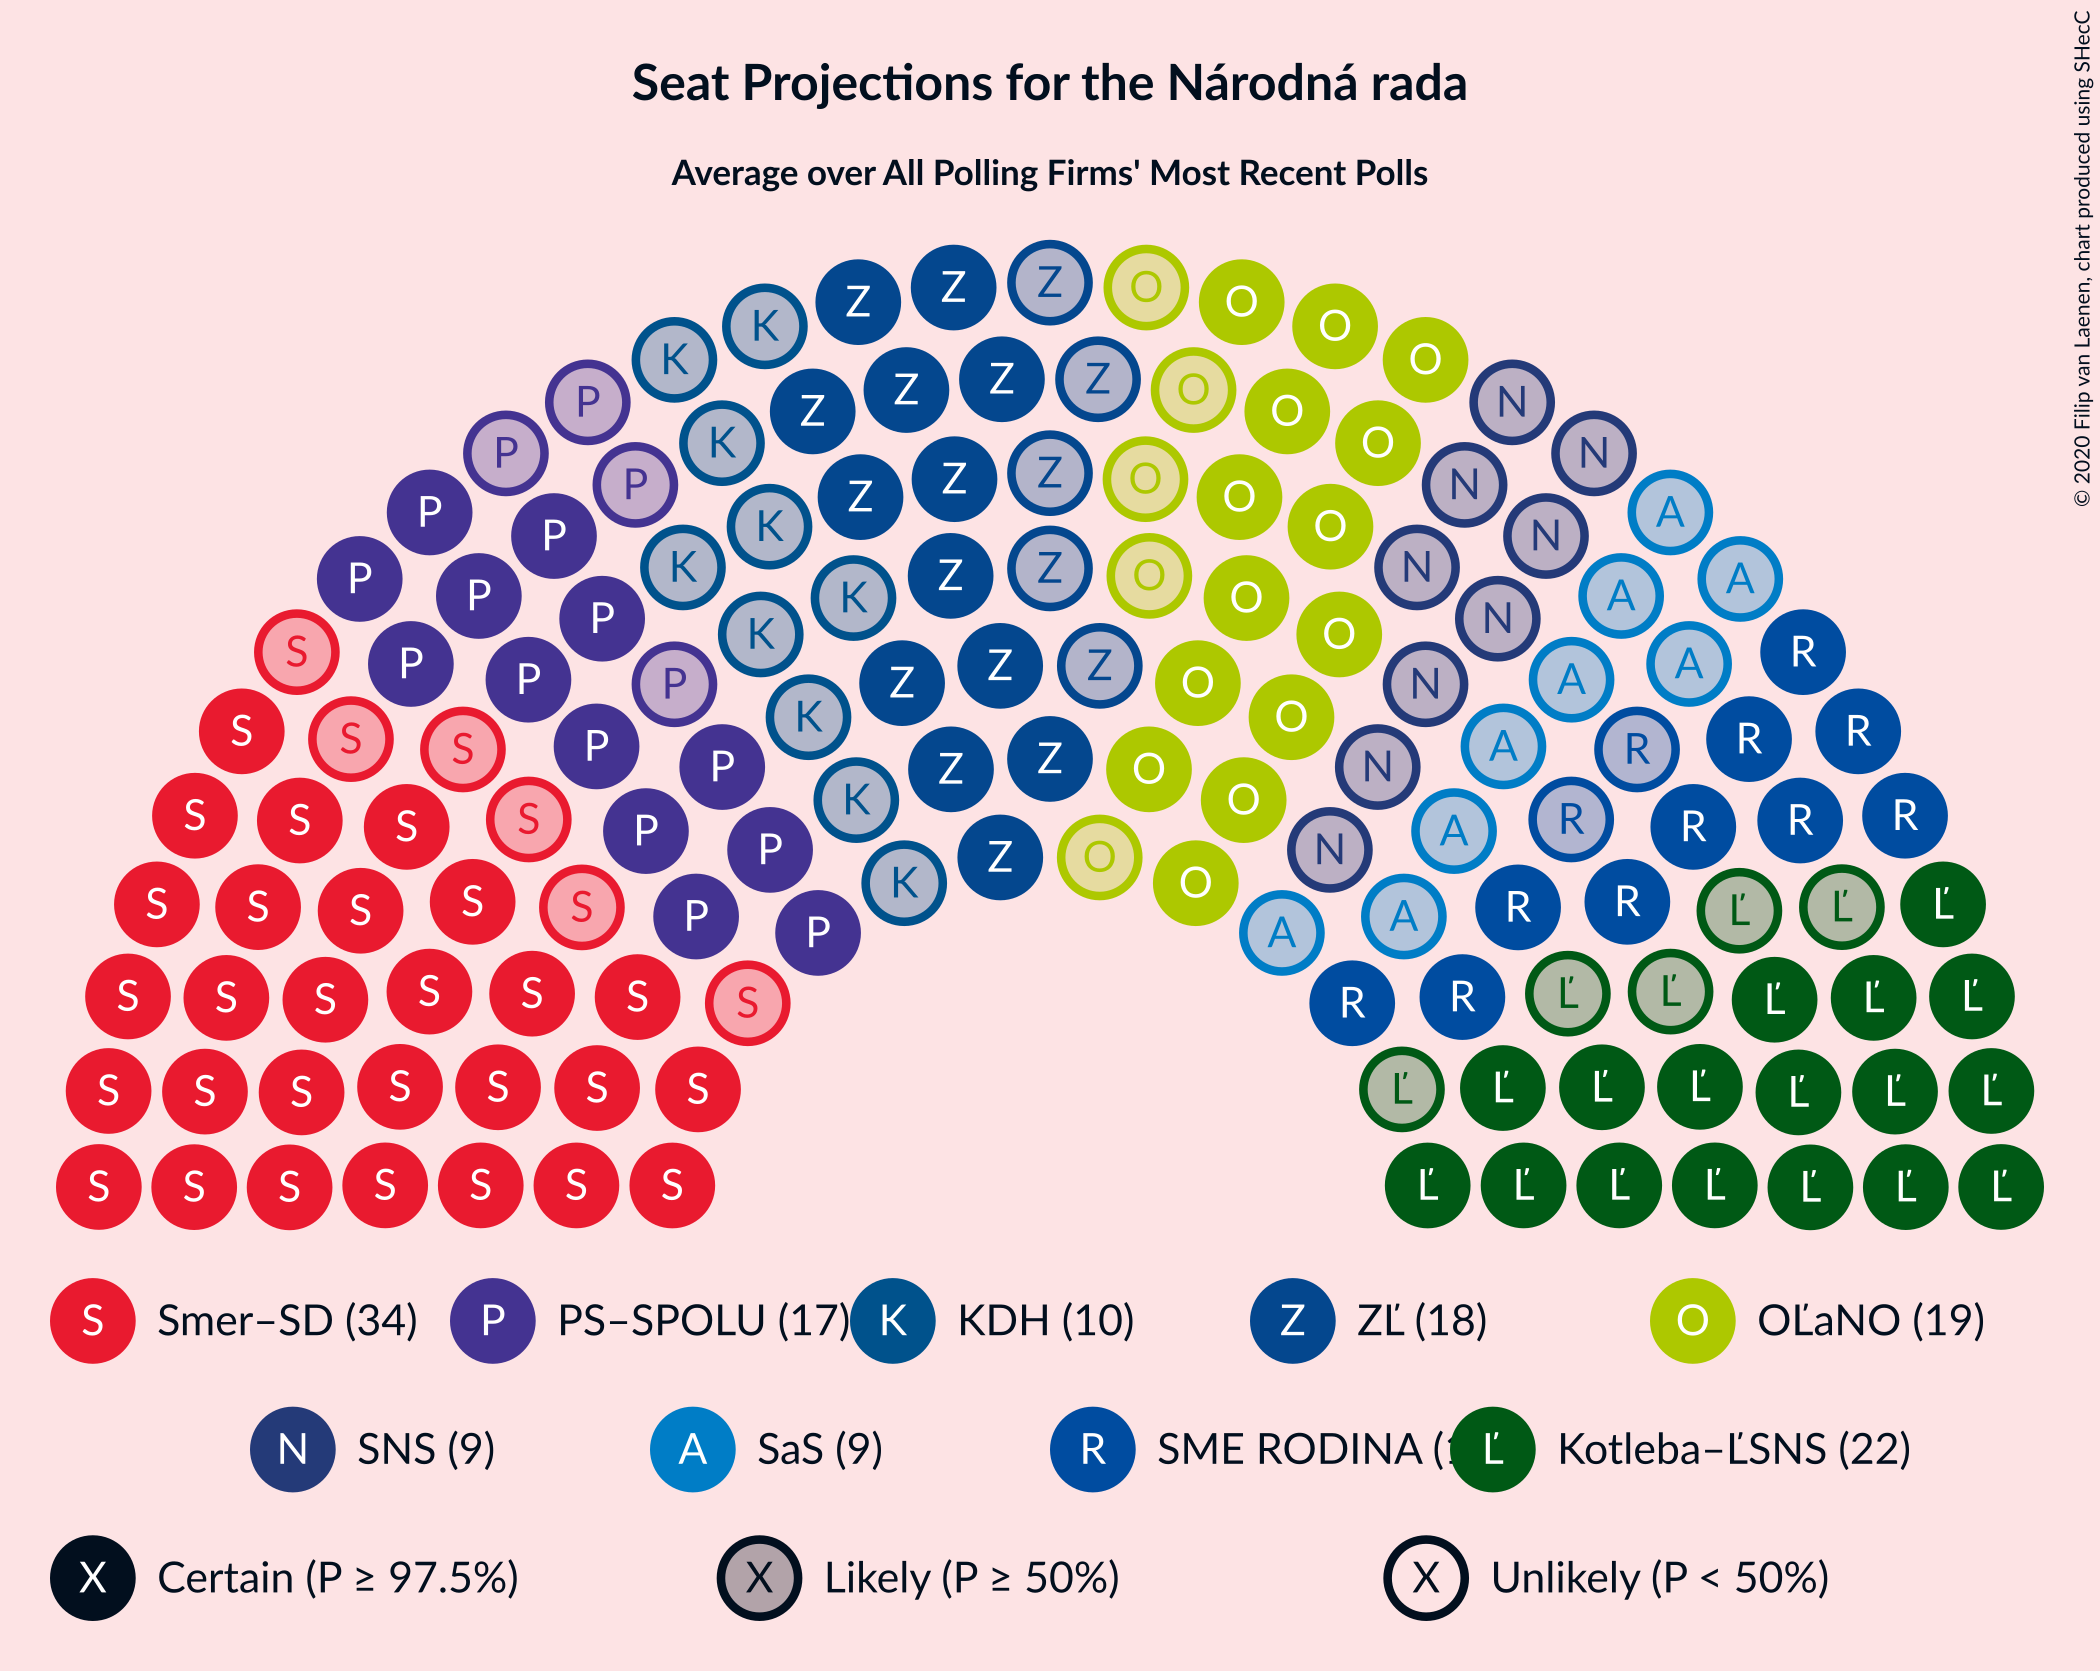 Seat Projections for the Národná rada
Average over All Polling Firms' Most Recent Polls
© 2020 Filip van Laenen, chart produced using SHecC
Z Z Z O O O
K K O
P Z Z Z Z O O O N
P K O N N
P P Z Z Z O O O N A
P P K K N N A
P P K K Z Z O O O N A A
S P P P K Z Z Z O O N A A R
S S S P P K Z Z O O N A R R R
S S S S P P K Z O O N A R R R R
S S S S S P P K O A A R R Ľ Ľ Ľ
S S S S S S S R R Ľ Ľ Ľ Ľ Ľ
S S S S S S S Ľ Ľ Ľ Ľ Ľ Ľ Ľ
S S S S S S S Ľ Ľ Ľ Ľ Ľ Ľ Ľ
S Smer–SD (34) P PS–SPOLU (17) K KDH (10) Z ZĽ (18) O OĽaNO (19)
N SNS (9) A SaS (9) R SME RODINA ( Ľ Kotleba–ĽSNS (22)
X Certain (P ≥ 97.5%) X Likely (P ≥ 50%) X Unlikely (P < 50%)